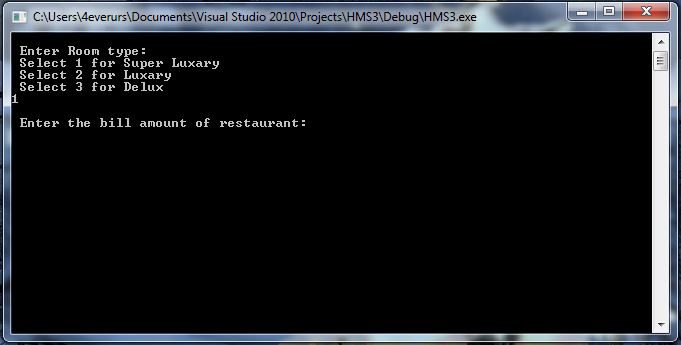 C:\Users\4everurs\Documents\Visual Studio 2010\Projects\HMS3\Debug\HMS3.exe
Enter Room type:
Select 1 for Super Luxary
Select 2 for Luxary
Select 3 for Delux
1
Enter the bill amount of restaurant: